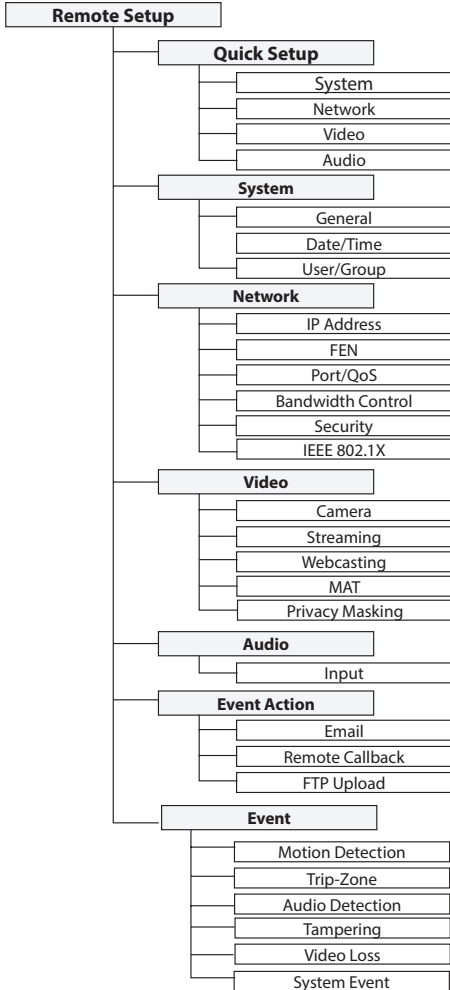 Remote Setup
Quick Setup
System
Network
Video
Audio
System
General
Date/Time
User/Group
Network
IP Address
FEN
Port/QoS
Bandwidth Control
Security
IEEE 802.1X
Video
Camera
Streaming
Webcasting
MAT
Privacy Masking
Audio
Input
Event Action
Email
Remote Callback
FTP Upload
Event
Motion Detection
Trip-Zone
Audio Detection
Tampering
Video Loss
System Event